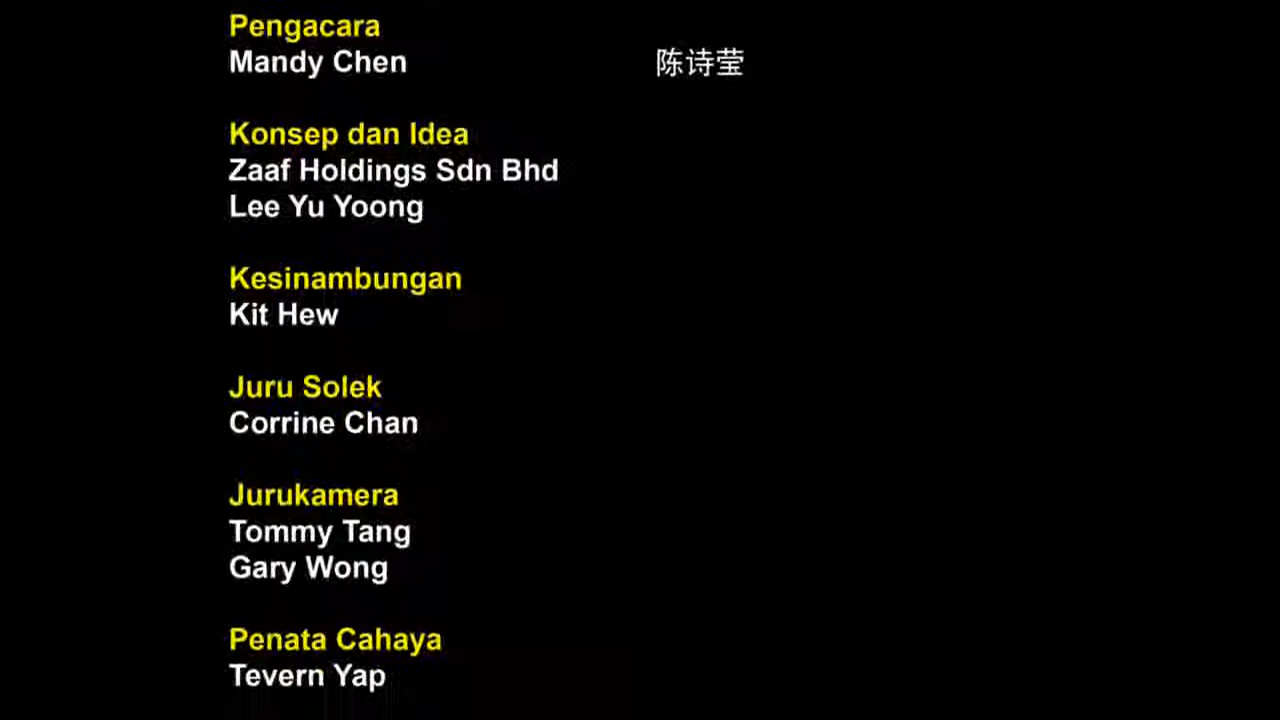 Pengacara
Mandy Chen 陈诗莹
Konsep dan Idea
Zaaf Holdings Sdn Bhd
Lee Yu Yoong
Kesinambungan
Kit Hew
Juru Solek
Corrine Chan
Jurukamera
Tommy Tang
Gary Wong
Penata Cahaya
Tevern Yap